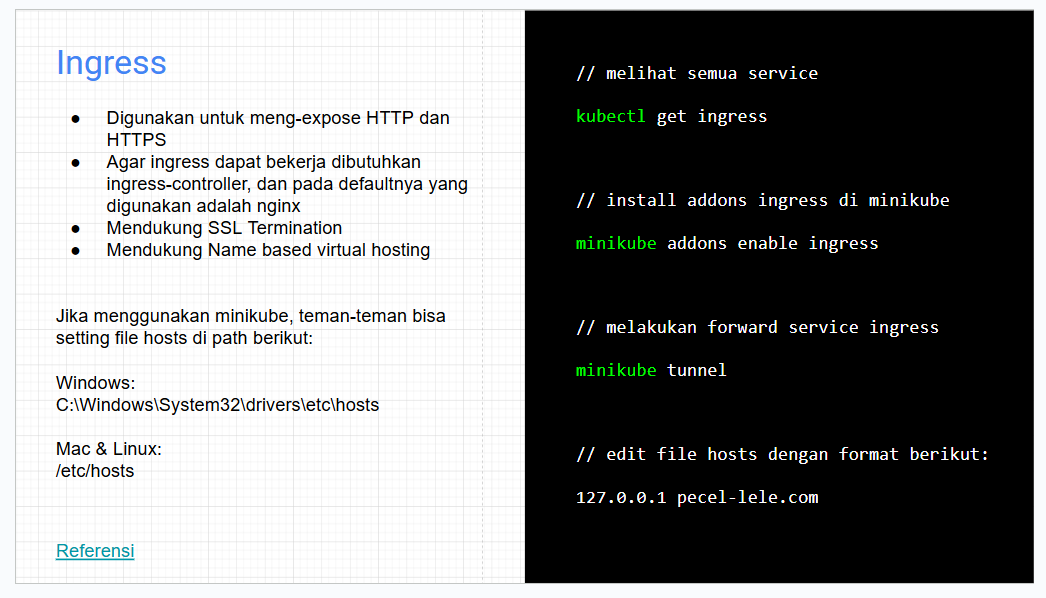 Ingress
● Digunakan untuk meng-expose HTTP dan
HTTPS
● Agar ingress dapat bekerja dibutuhkan
ingress-controller, dan pada defaultnya yang
digunakan adalah nginx
● Mendukung SSL Termination
● Mendukung Name based virtual hosting
Jika menggunakan minikube, teman-teman bisa
setting file hosts di path berikut:
Windows:
C:\Windows\System32\drivers\etc\hosts
Mac & Linux:
/etc/hosts
Referensi
// melihat semua service
kubectl get ingress
// install addons ingress di minikube
minikube addons enable ingress
// melakukan forward service ingress
minikube tunnel
// edit file hosts dengan format berikut:
127.0.0.1 pecel-lele.com